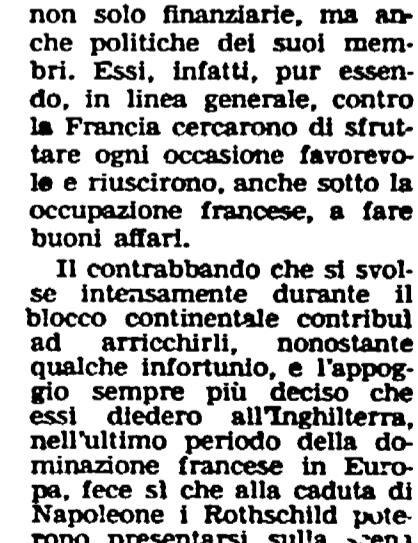 non solo finanziarie, ma an-
che politiche dei suoi mem-
bri. Essi, infatti, pur essen-
do, in linea generale, contro
la Francia cercarono di sfrut-
tare ogni occasione favorevo-
le e riuscirono, anche sotto la
occupazione francese, a fare
buoni affari.
Il contrabbando che si svol-
se intensamente durante il
blocco continentale contribuì
ad arricchirli, nonostante
qualche infortunio, e l'appog-
gio sempre più deciso che
essi diedero all'Inghilterra,
nell'ultimo periodo della do-
minazione francese in Euro-
pa, fece sì che alla caduta di
Napoleone i Rothschild pote-
rono presentarsi sulla